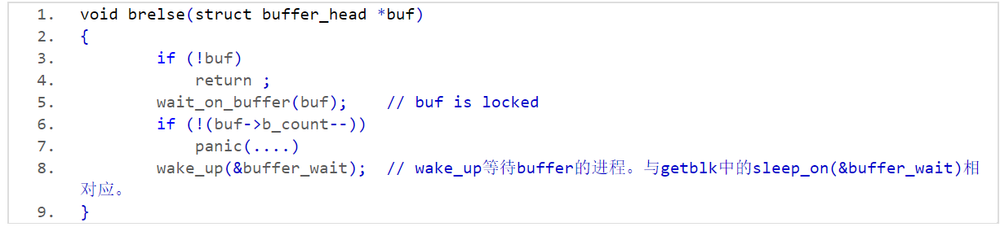 1. void brelse(struct buffer_head *buf)
2. {
3. if (!buf)
4. return ;
5. wait_on_buffer(buf); // buf is locked
6. if (!(buf->b_count--))
7. panic(....)
8. wake_up(&buffer_wait); // wake_up等待buffer的进程。与getblk中的sleep_on(&buffer_wait)相
对应。
9. }